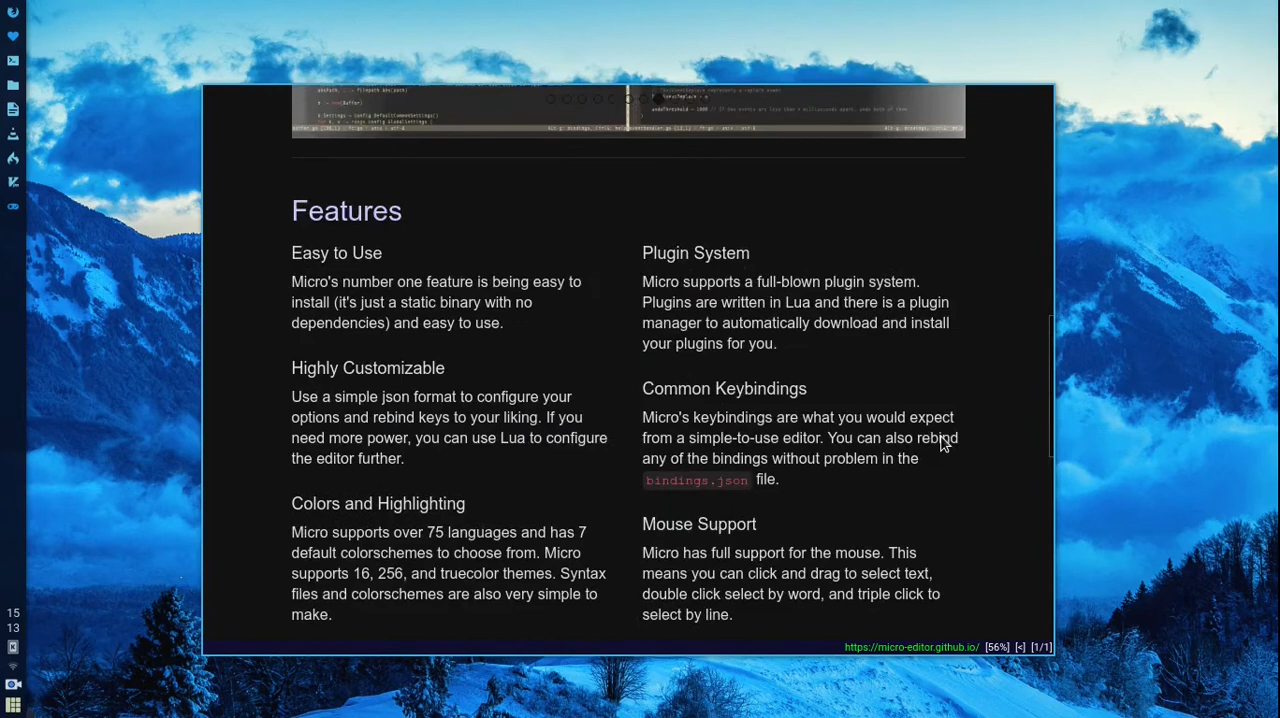 Features
Easy to Use
Micro's number one feature is being easy to
install (it's just a static binary with no
dependencies) and easy to use.
Highly Customizable
Use a simple json format to configure your
options and rebind keys to your liking. If you
need more power, you can use Lua to configure
the editor further.
Colors and Highlighting
Micro supports over 75 languages and has 7
default colorschemes to choose from. Micro
supports 16, 256, and truecolor themes. Syntax
files and colorschemes are also very simple to
make.
Plugin System
Micro supports a full-blown plugin system.
Plugins are written in Lua and there is a plugin
manager to automatically download and install
your plugins for you.
Common Keybindings
Micro's keybindings are what you would expect
from a simple-to-use editor. You can also rebind
any of the bindings without problem in the
bindings.json file.
Mouse Support
Micro has full support for the mouse. This
means you can click and drag to select text,
double click select by word, and triple click to
select by line.
15
13
https://micro-editor.github.io/ [56%] [<] [1/1]